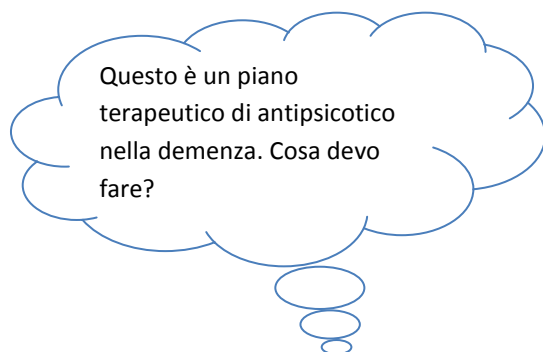 Questo è un piano
terapeutico di antipsicotico
nella demenza. Cosa devo
fare?